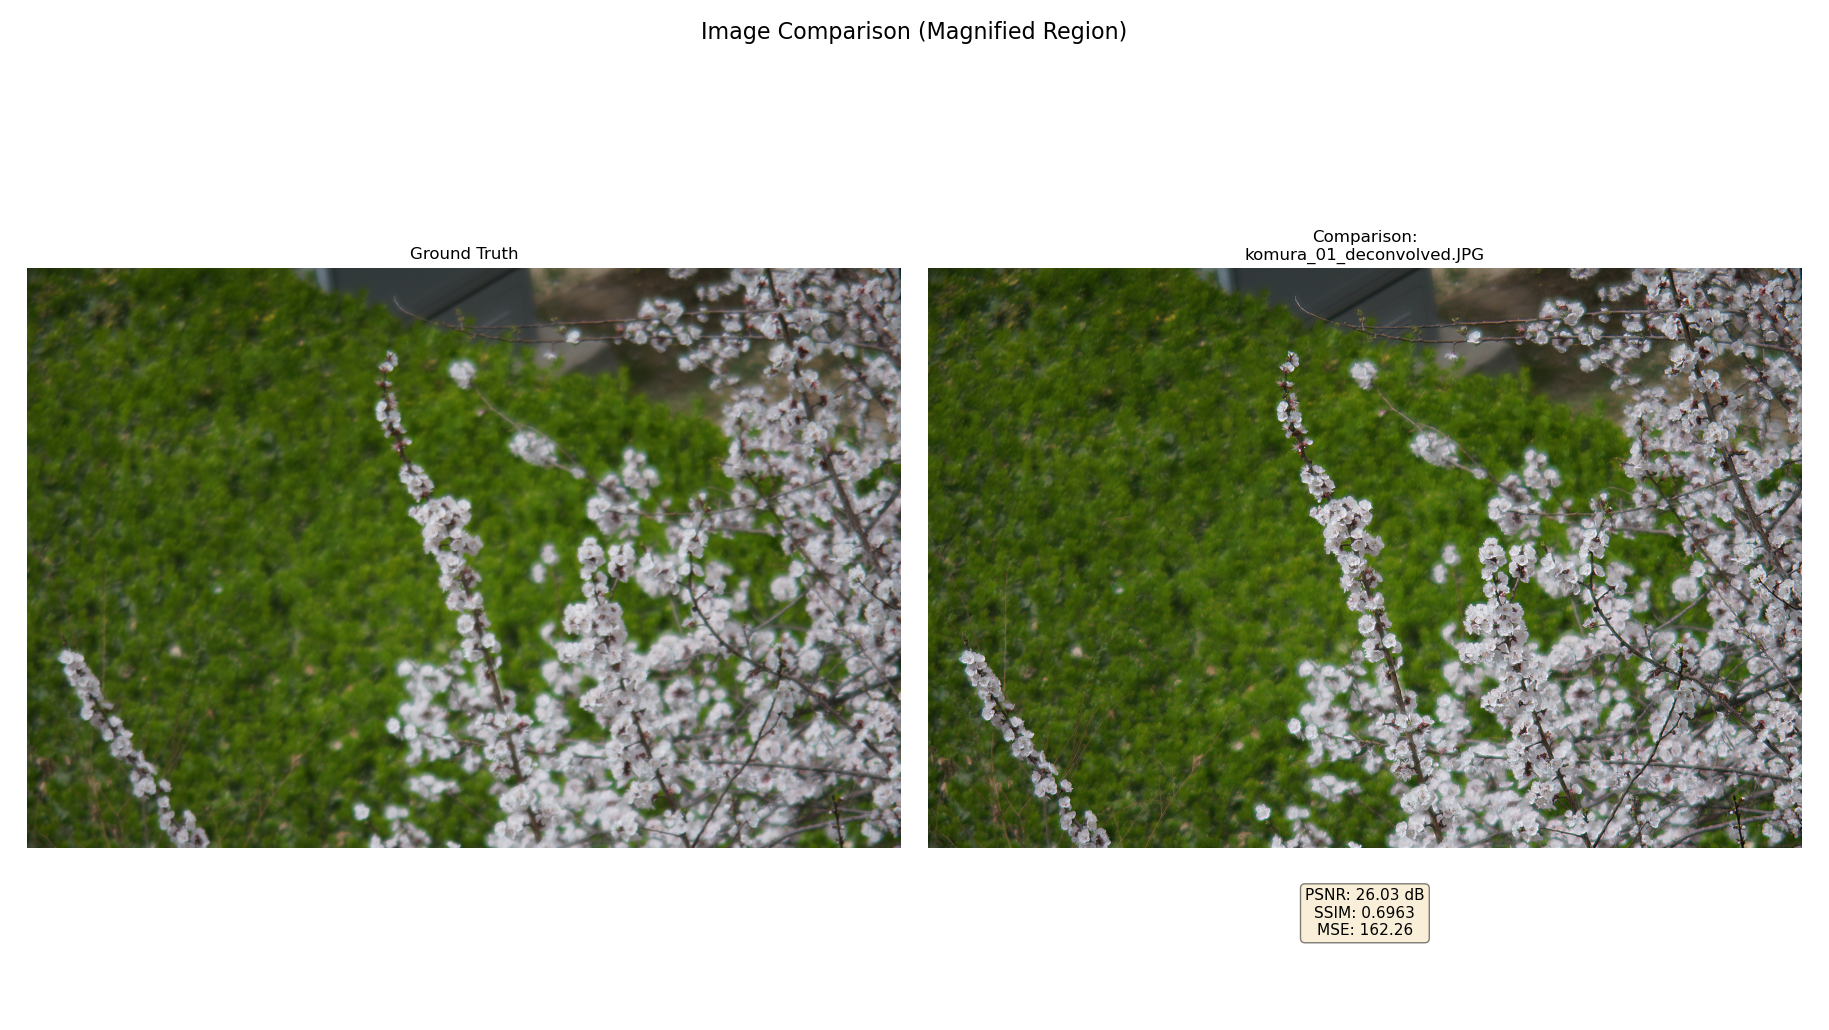 Image Comparison (Magnified Region)
Ground Truth
Comparison:
komura_01_deconvolved.JPG
PSNR: 26.03 dB
SSIM: 0.6963
MSE: 162.26